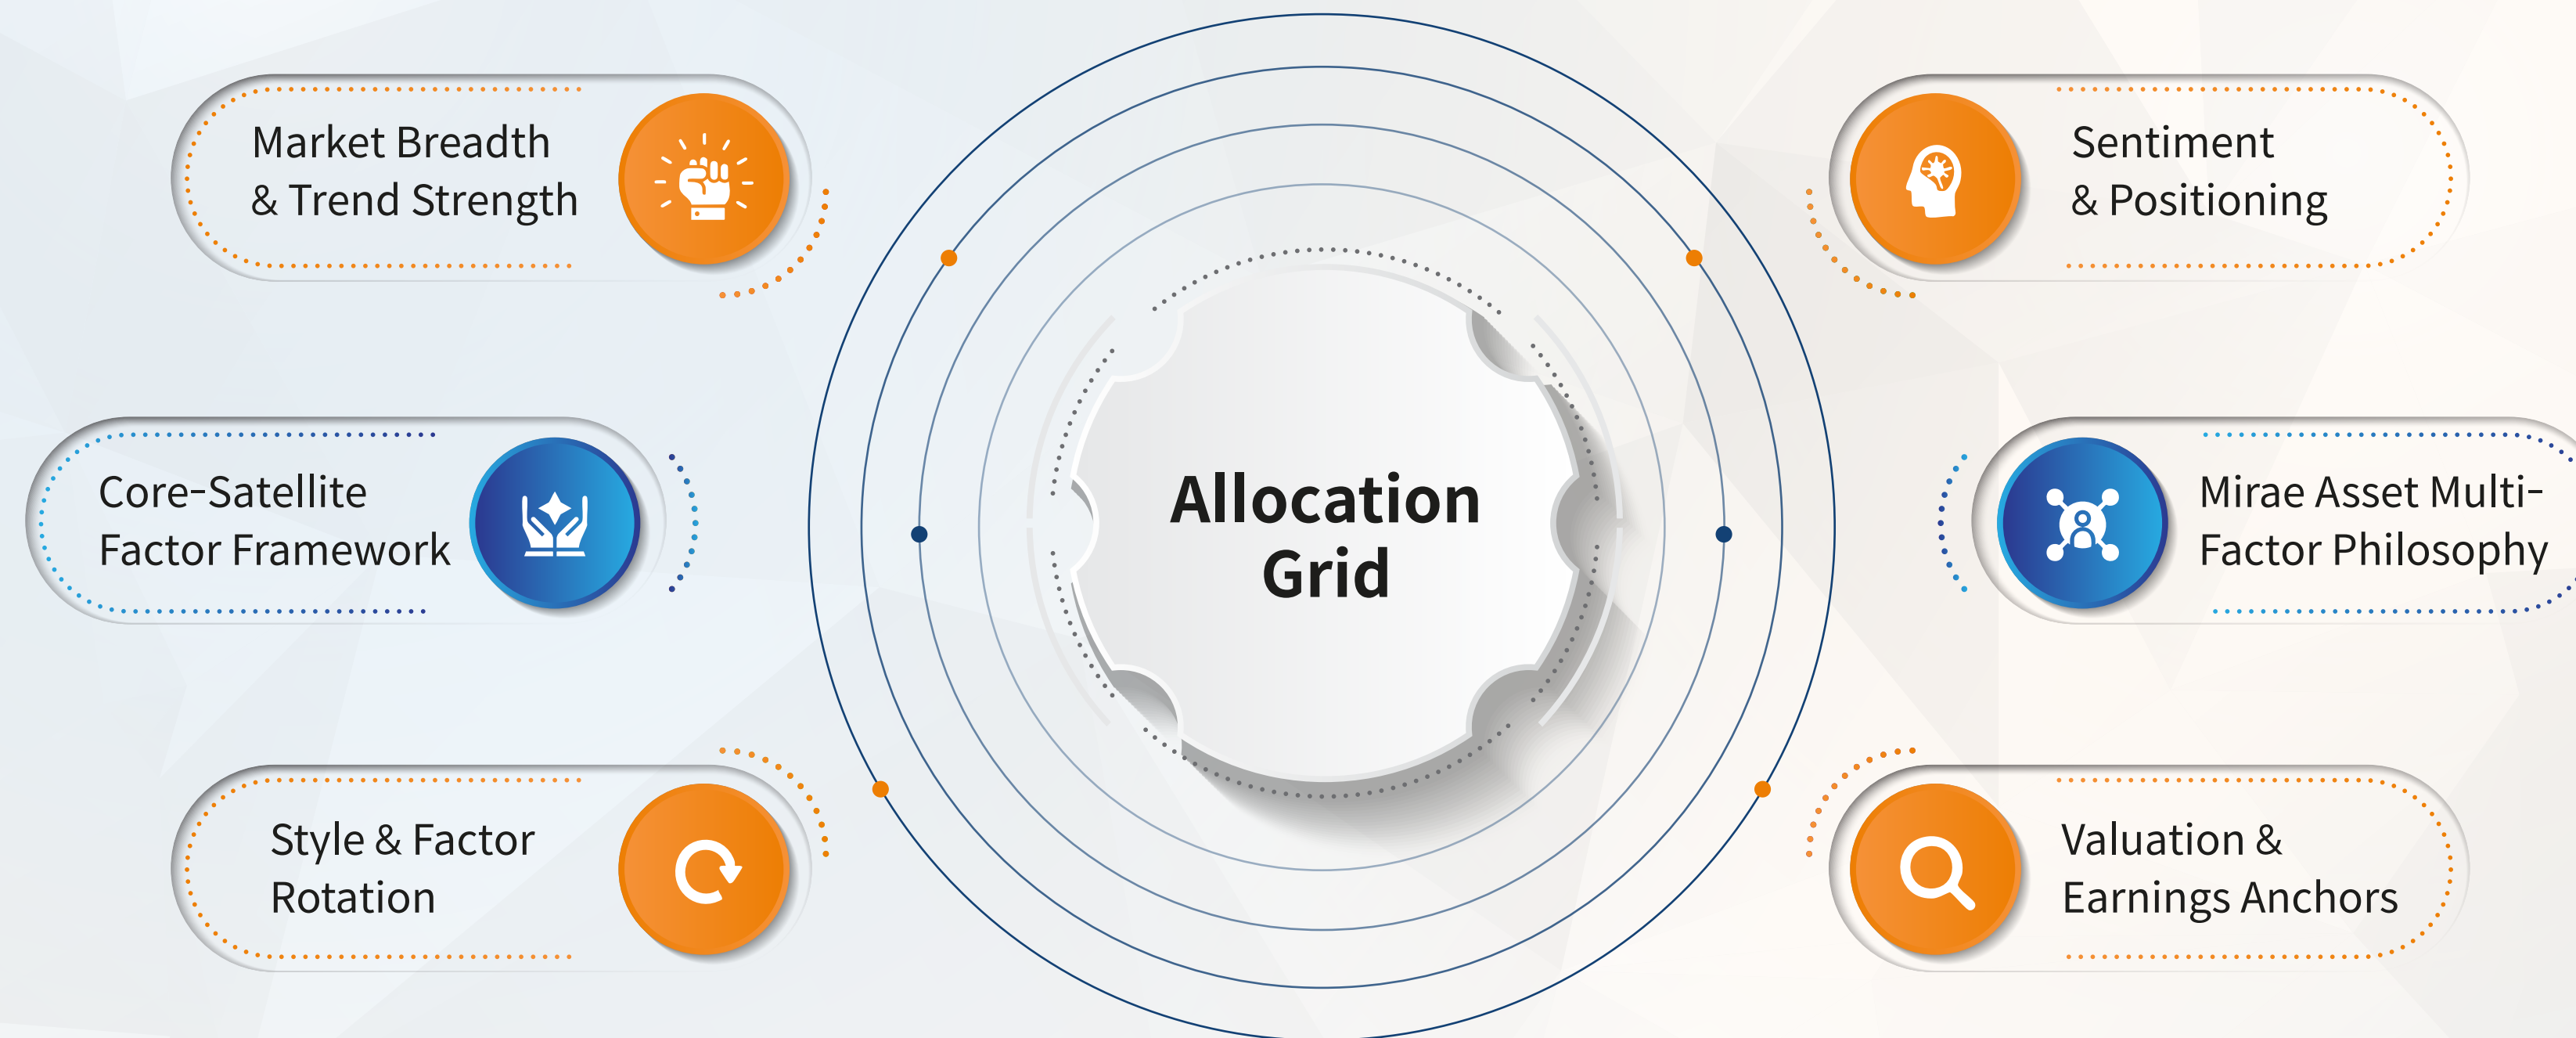 Market Breadth
& Trend Strength
Core-Satellite
Factor Framework
Style & Factor
Rotation
Allocation
Grid
Sentiment
& Positioning
Mirae Asset Multi-
Factor Philosophy
Valuation &
Earnings Anchors